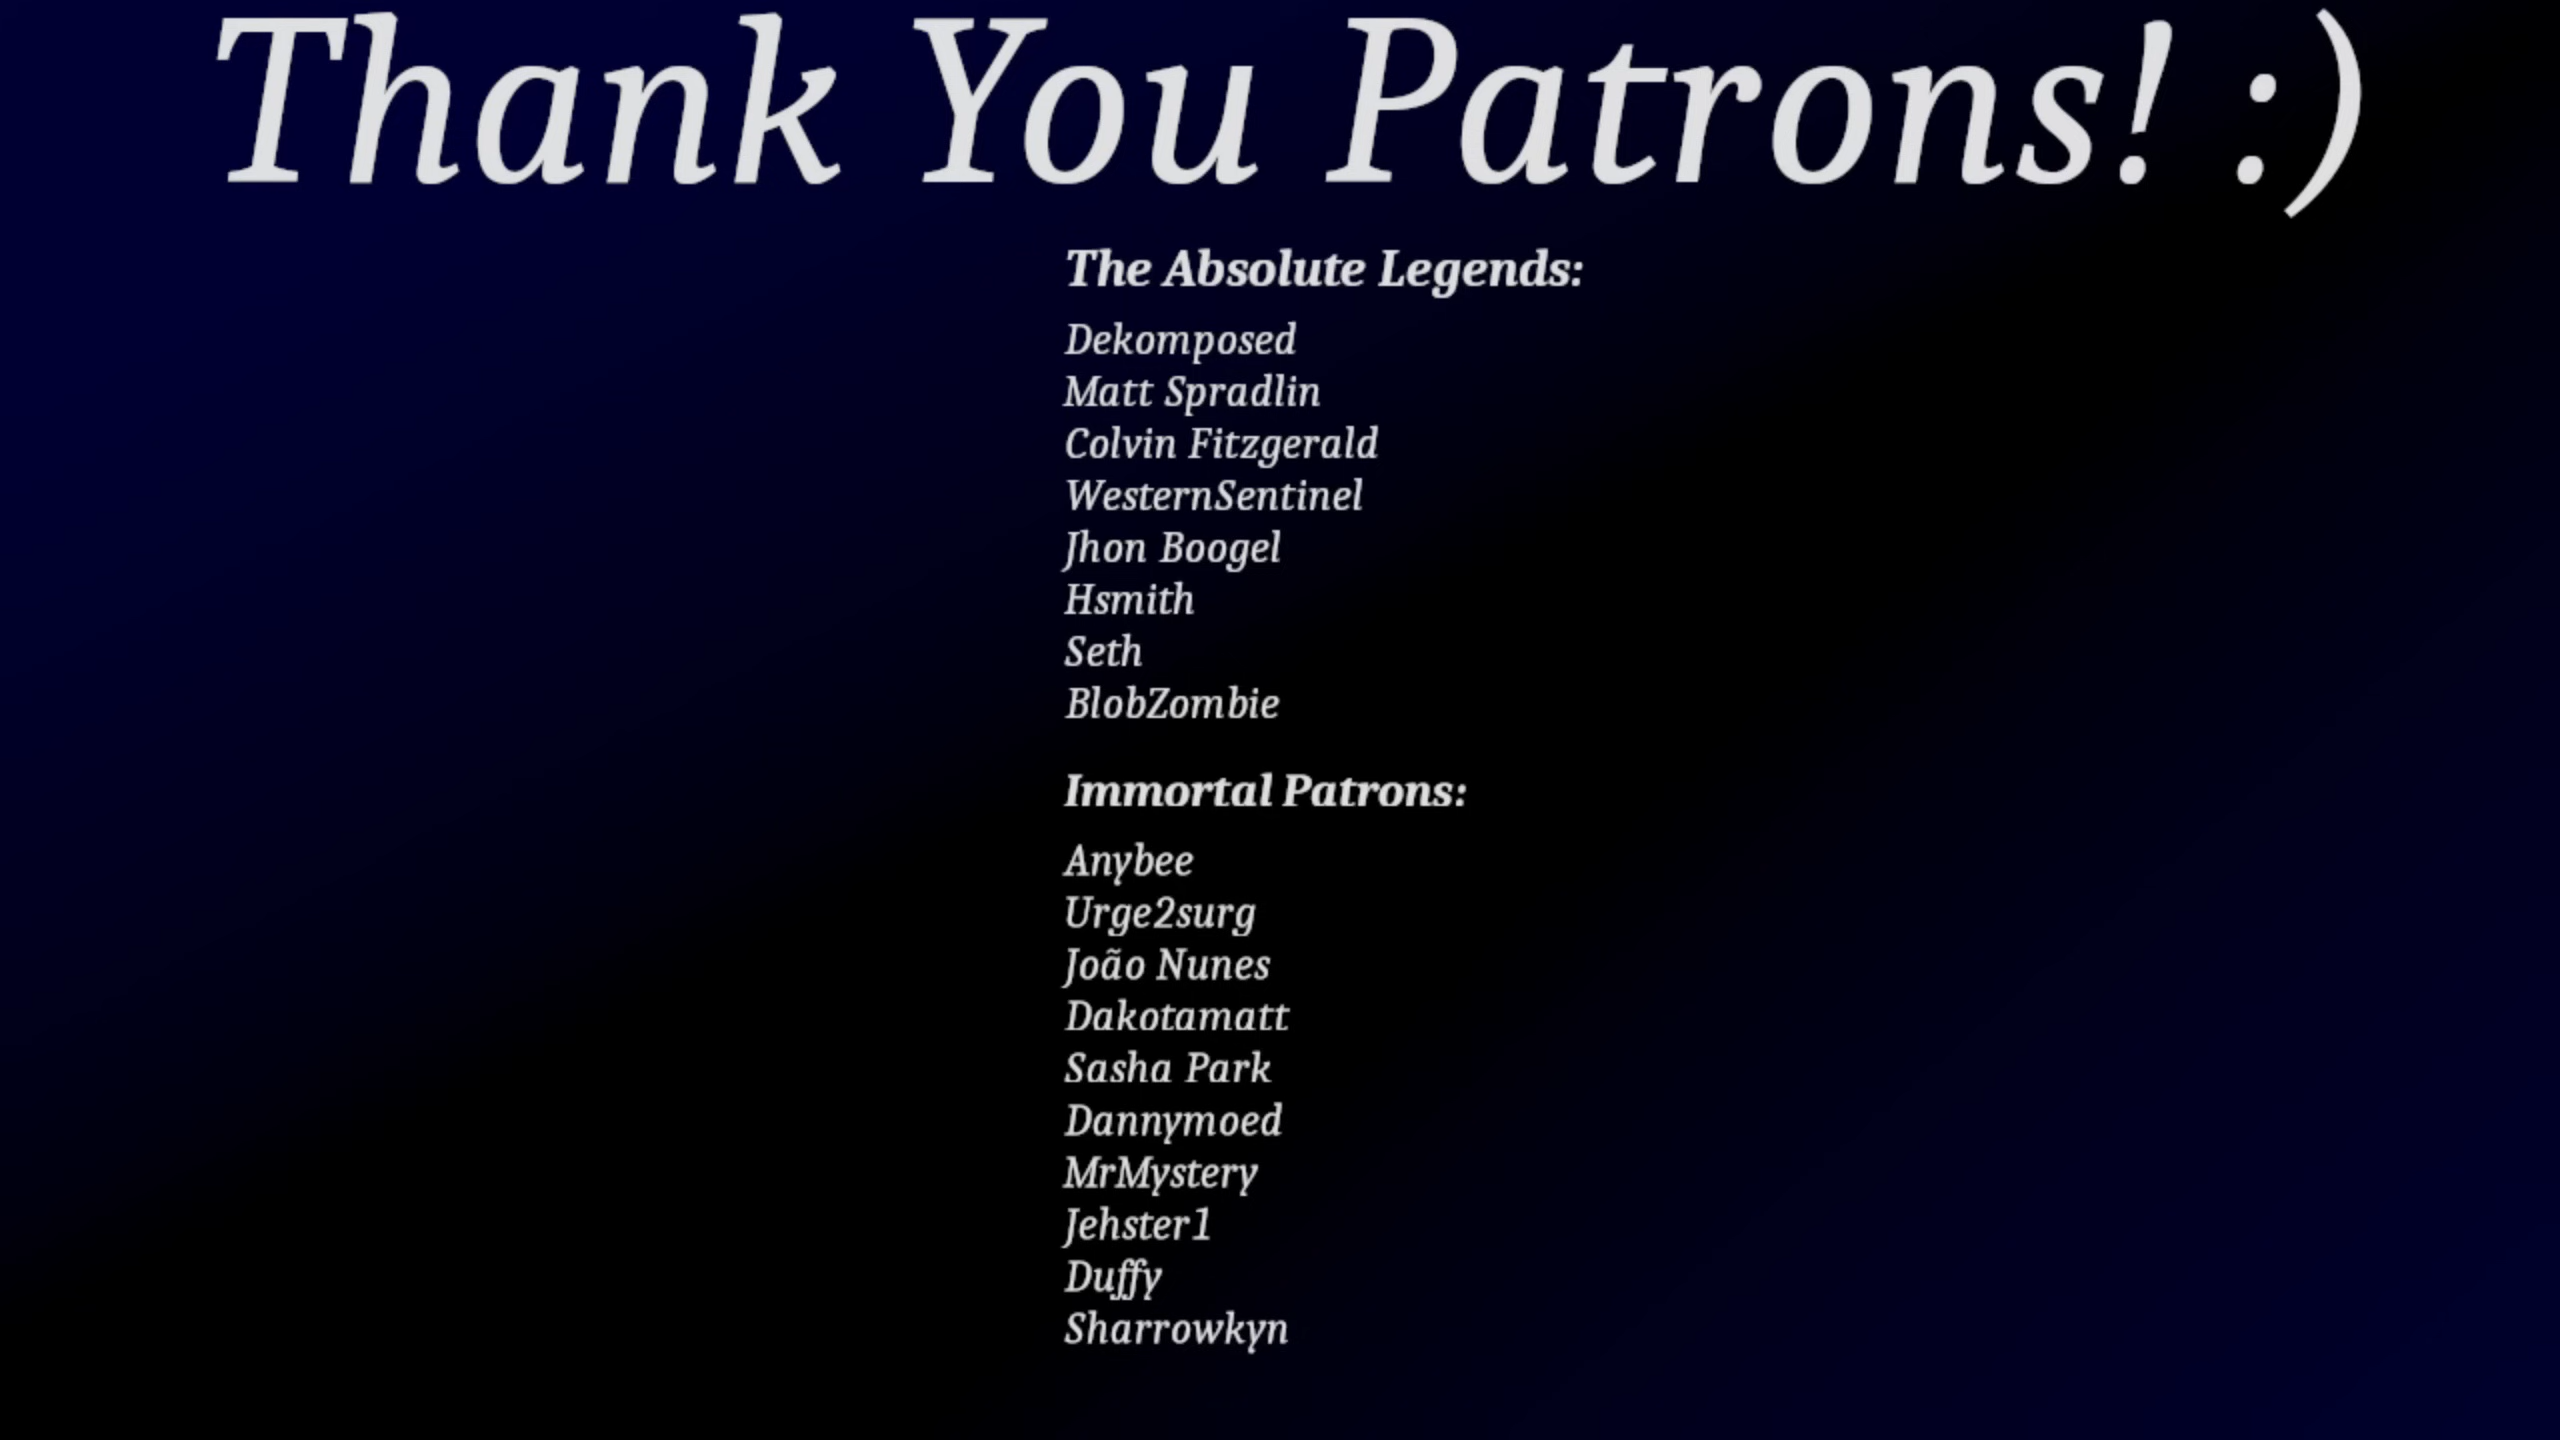 Thank You Patrons! :)
The Absolute Legends:
Dekomposed
Matt Spradlin
Colvin Fitzgerald
WesternSentinel
Jhon Boogel
Hsmith
Seth
BlobZombie
Immortal Patrons:
Anybee
Urge2surg
João Nunes
Dakotamatt
Sasha Park
Dannymoed
MrMystery
Jehster1
Duffy
Sharrowkyn